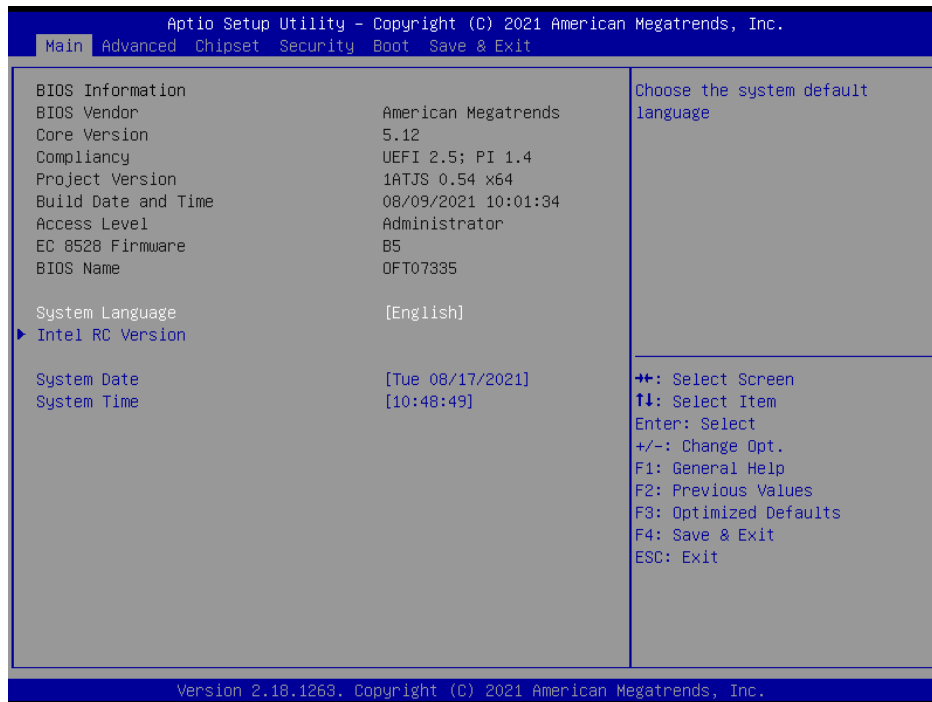 Aptio Setup Utility – Copyright (C) 2021 American Megatrends, Inc.
Main Advanced Chipset Security Boot Save & Exit
BIOS Information
BIOS Vendor American Megatrends
Core Version 5.12
Compliancy UEFI 2.5; PI 1.4
Project Version 1ATJS 0.54 x64
Build Date and Time 08/09/2021 10:01:34
Access Level Administrator
EC 8528 Firmware B5
BIOS Name OFT07335
System Language [English]
Intel RC Version
System Date [Tue 08/17/2021]
System Time [10:48:49]
Choose the system default
language
→←: Select Screen
↑↓: Select Item
Enter: Select
+/-: Change Opt.
F1: General Help
F2: Previous Values
F3: Optimized Defaults
F4: Save & Exit
ESC: Exit
Version 2.18.1263. Copyright (C) 2021 American Megatrends, Inc.